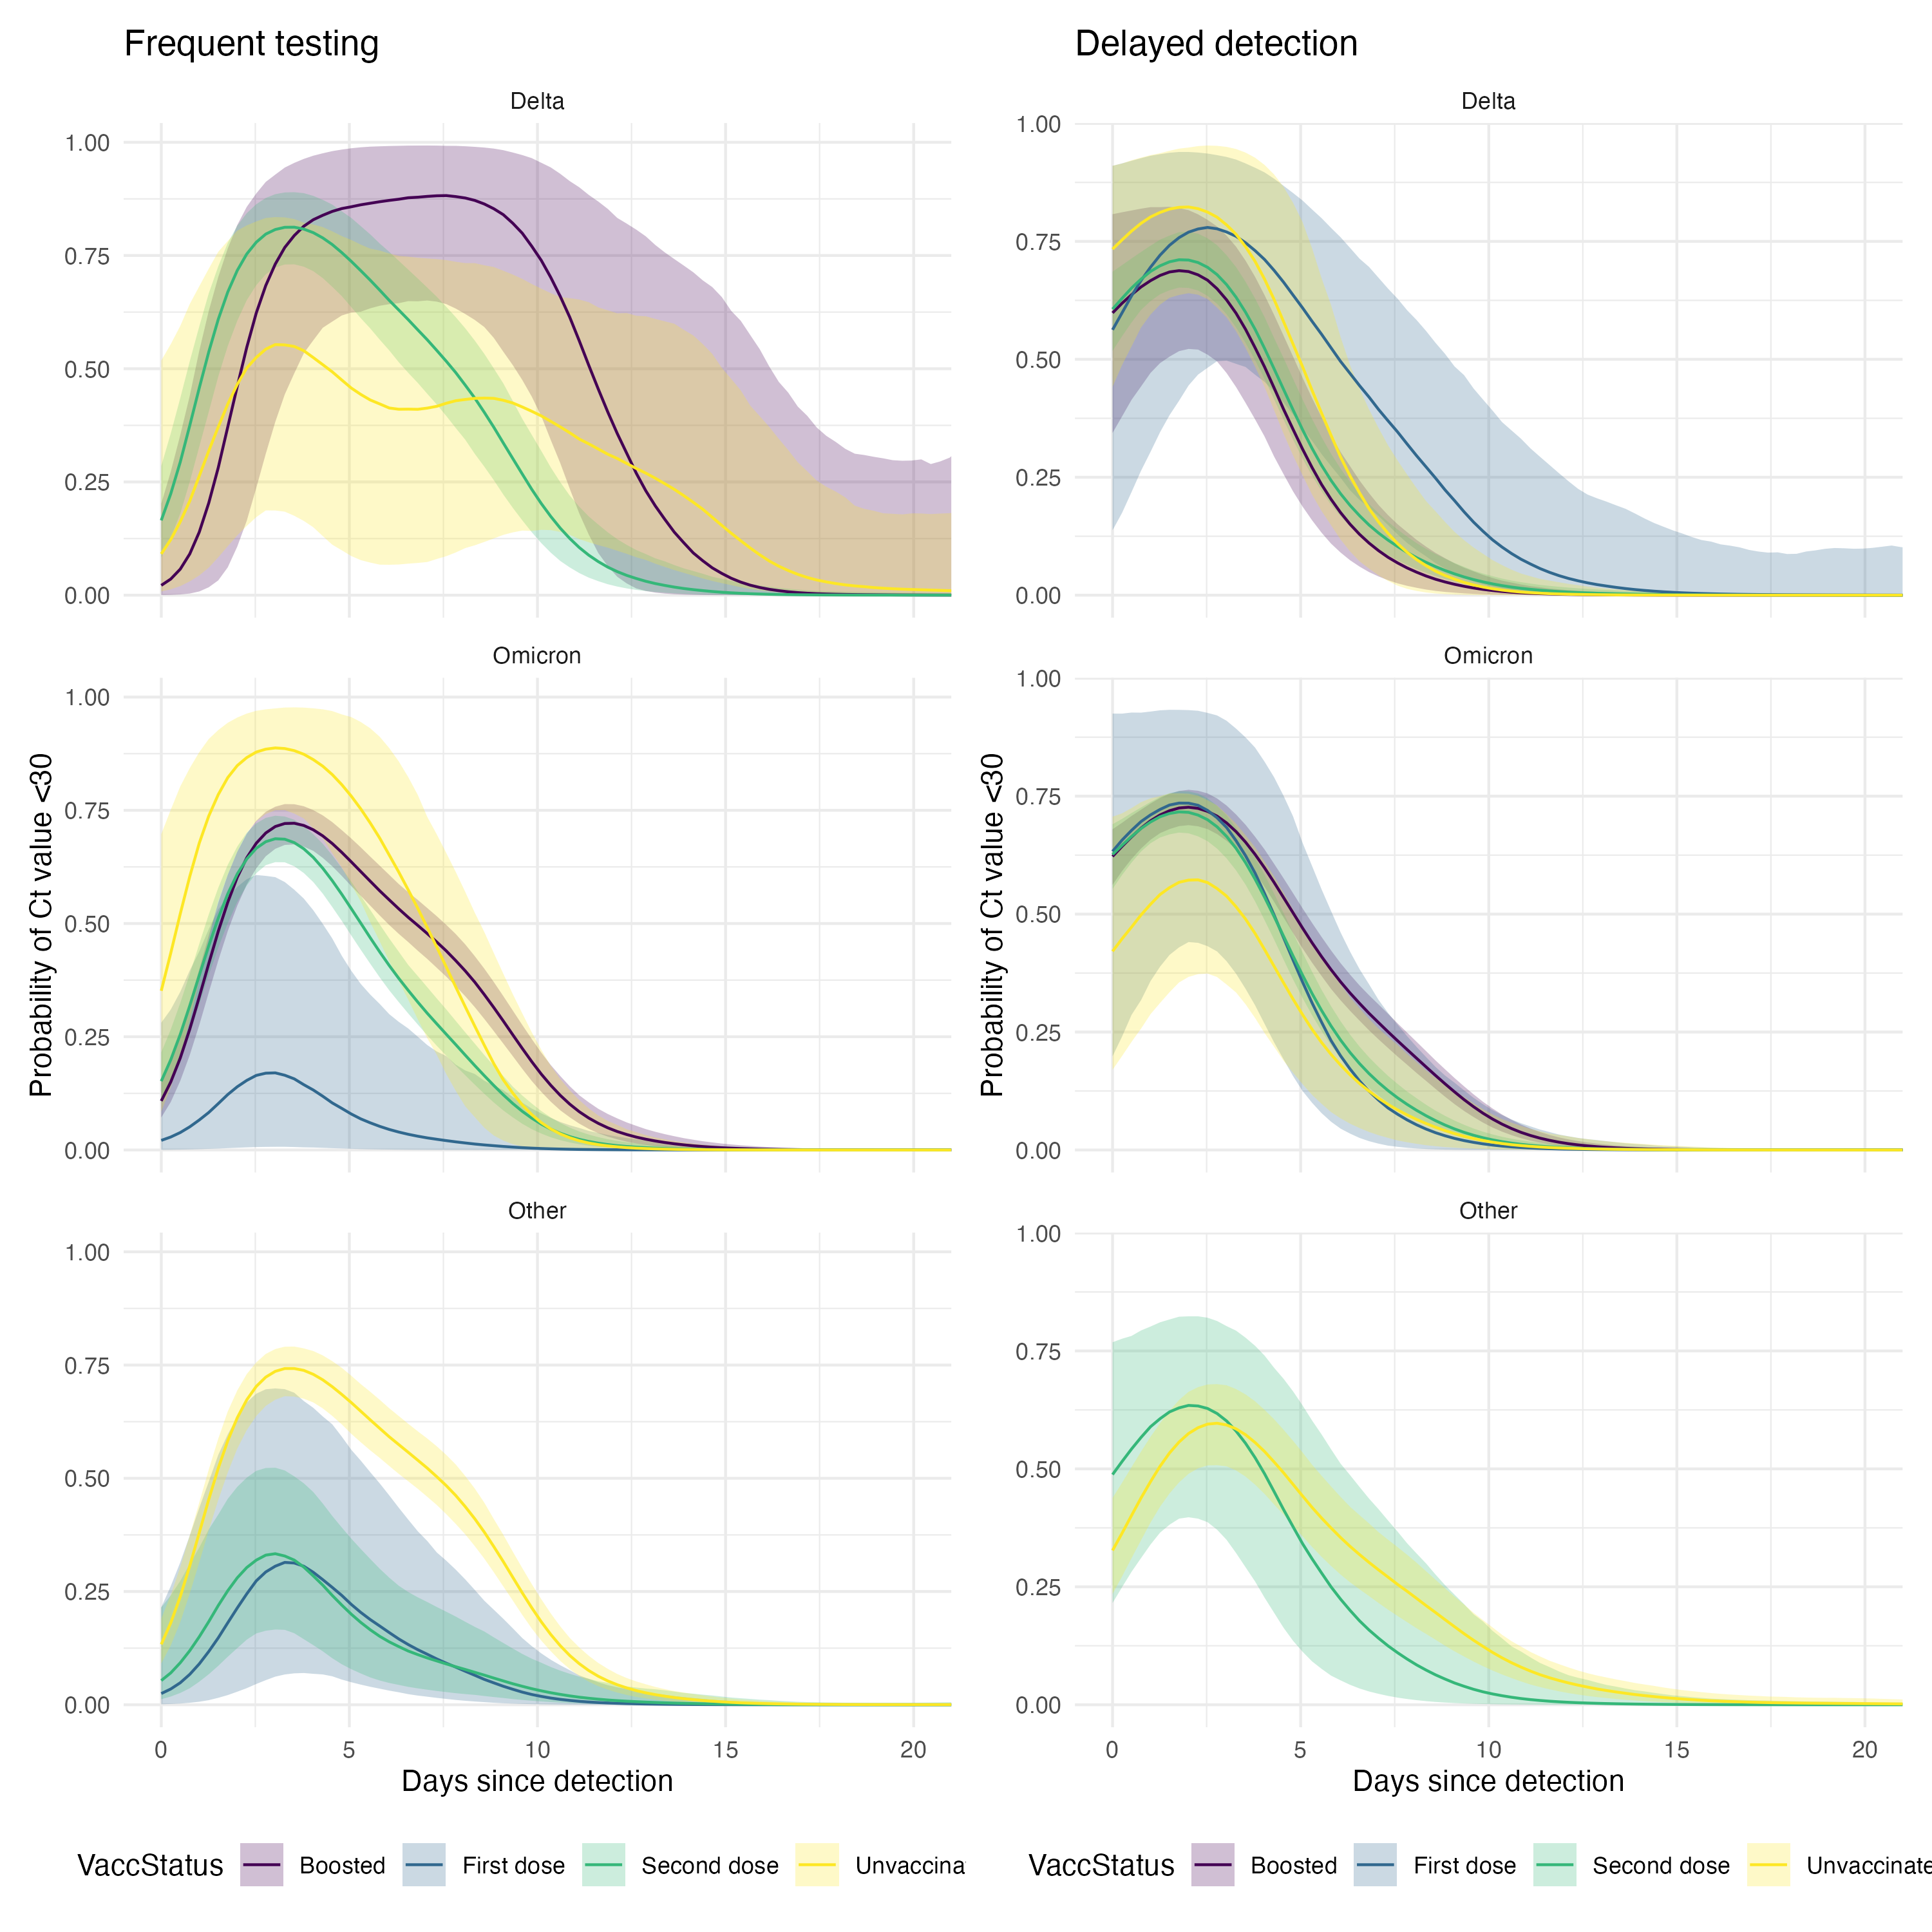 Frequent testing
Delta
1.00
0.75
0.50
0.25
0.00
Omicron
1.00
0.75
0.50
0.25
0.00
Other
1.00
0.75
0.50
0.25
0.00
0 5 10 15 20
Probability of Ct value <30
Days since detection
VaccStatus Boosted First dose Second dose Unvaccina
Delayed detection
Delta
1.00
0.75
0.50
0.25
0.00
Omicron
1.00
0.75
0.50
0.25
0.00
Other
1.00
0.75
0.50
0.25
0.00
0 5 10 15 20
Probability of Ct value <30
Days since detection
VaccStatus Boosted First dose Second dose Unvaccinate